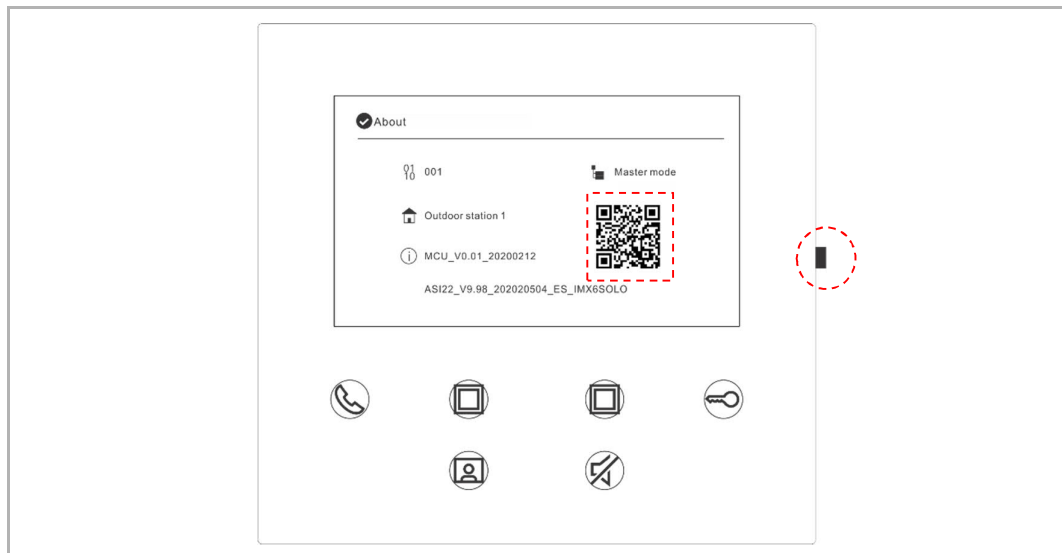 About
01
10
001
Master mode
Outdoor station 1
MCU_V0.01_20200212
ASI22_V9.98_202020504_ES_IMX6SOLO